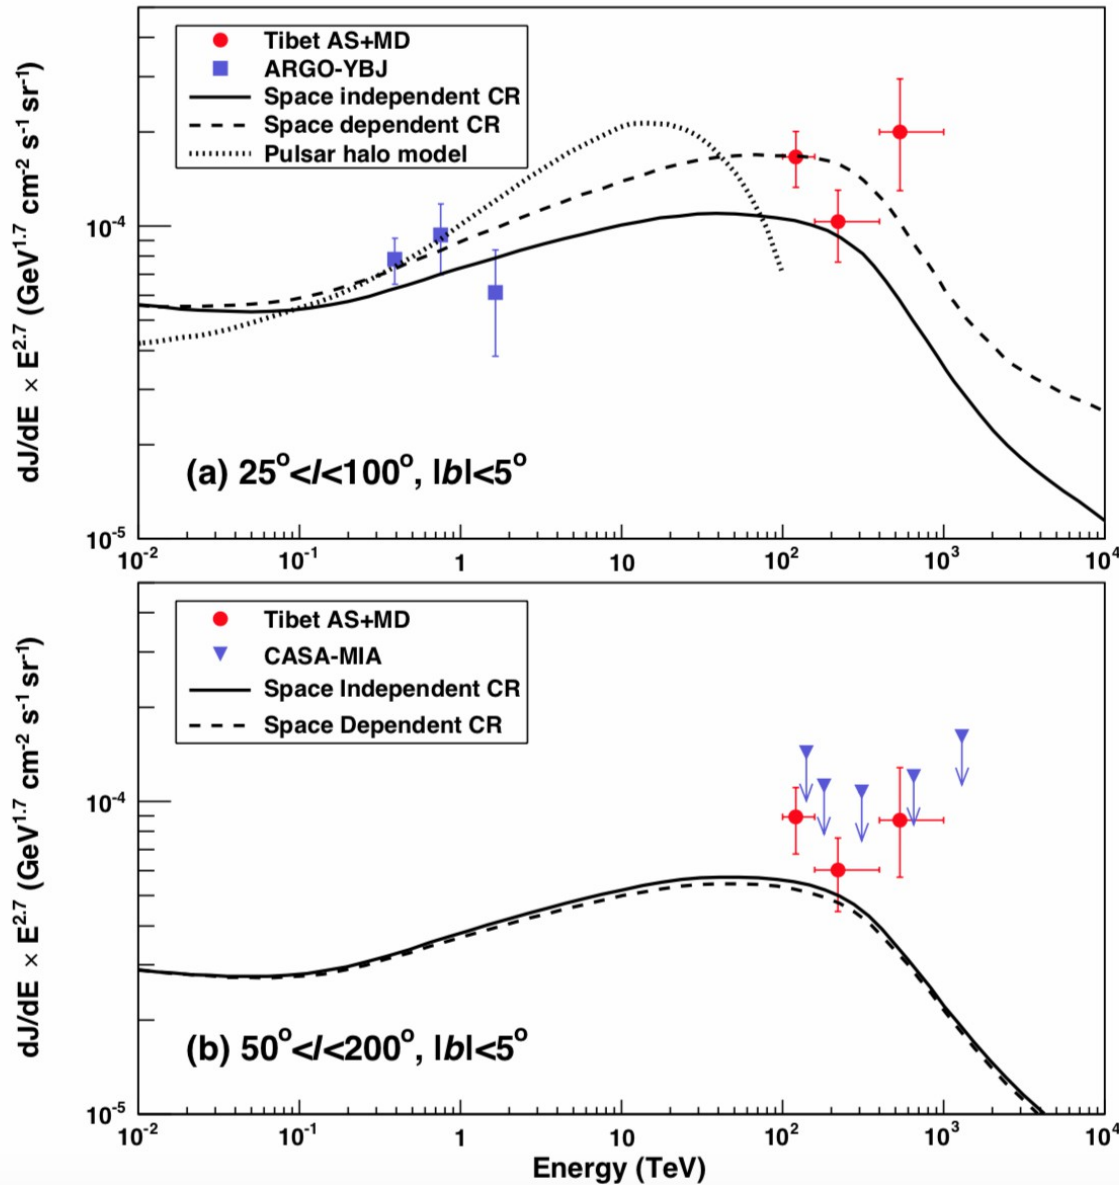 dJ/dE × E^2.7 (GeV^1.7 cm^-2 s^-1 sr^-1)
Tibet AS+MD
ARGO-YBJ
Space independent CR
Space dependent CR
Pulsar halo model
10^-4
(a) 25°<l<100°, |b|<5°
10^-5
10^-2 10^-1 1 10 10^2 10^3 10^4
dJ/dE × E^2.7 (GeV^1.7 cm^-2 s^-1 sr^-1)
Tibet AS+MD
CASA-MIA
Space Independent CR
Space Dependent CR
10^-4
(b) 50°<l<200°, |b|<5°
10^-5
10^-2 10^-1 1 10 10^2 10^3 10^4
Energy (TeV)